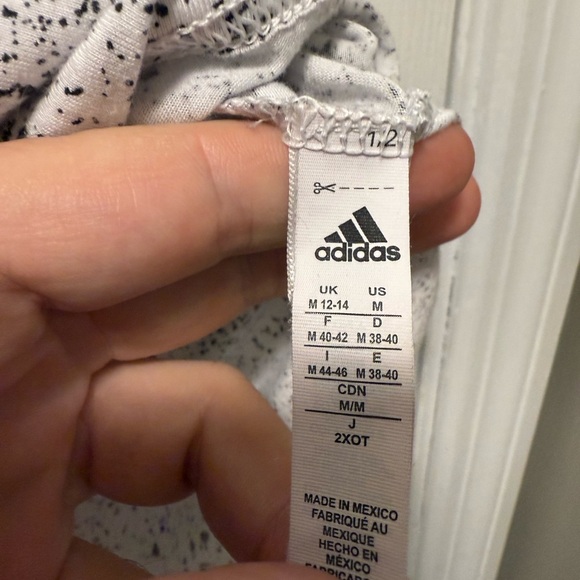 1,2
adidas
UK US
M 12-14 M
F D
M 40-42 M 38-40
I E
M 44-46 M 38-40
CDN
M/M
J
2XOT
MADE IN MEXICO
FABRIQUÉ AU
MEXIQUE
HECHO EN
MÉXICO